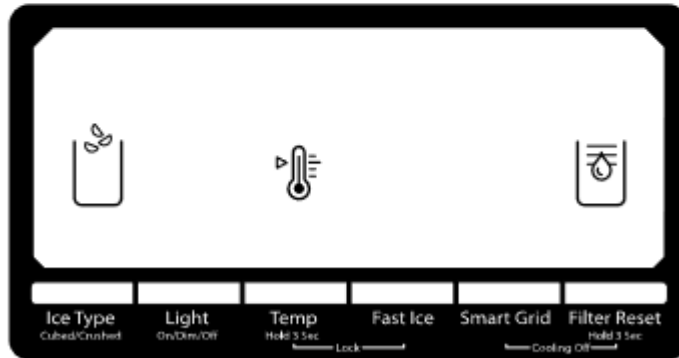 Ice Type Light Temp Fast Ice Smart Grid Filter Reset
Cubed/Crushed On/Dim/Off Hold 3 Sec Hold 3 Sec
Lock Cooling Off